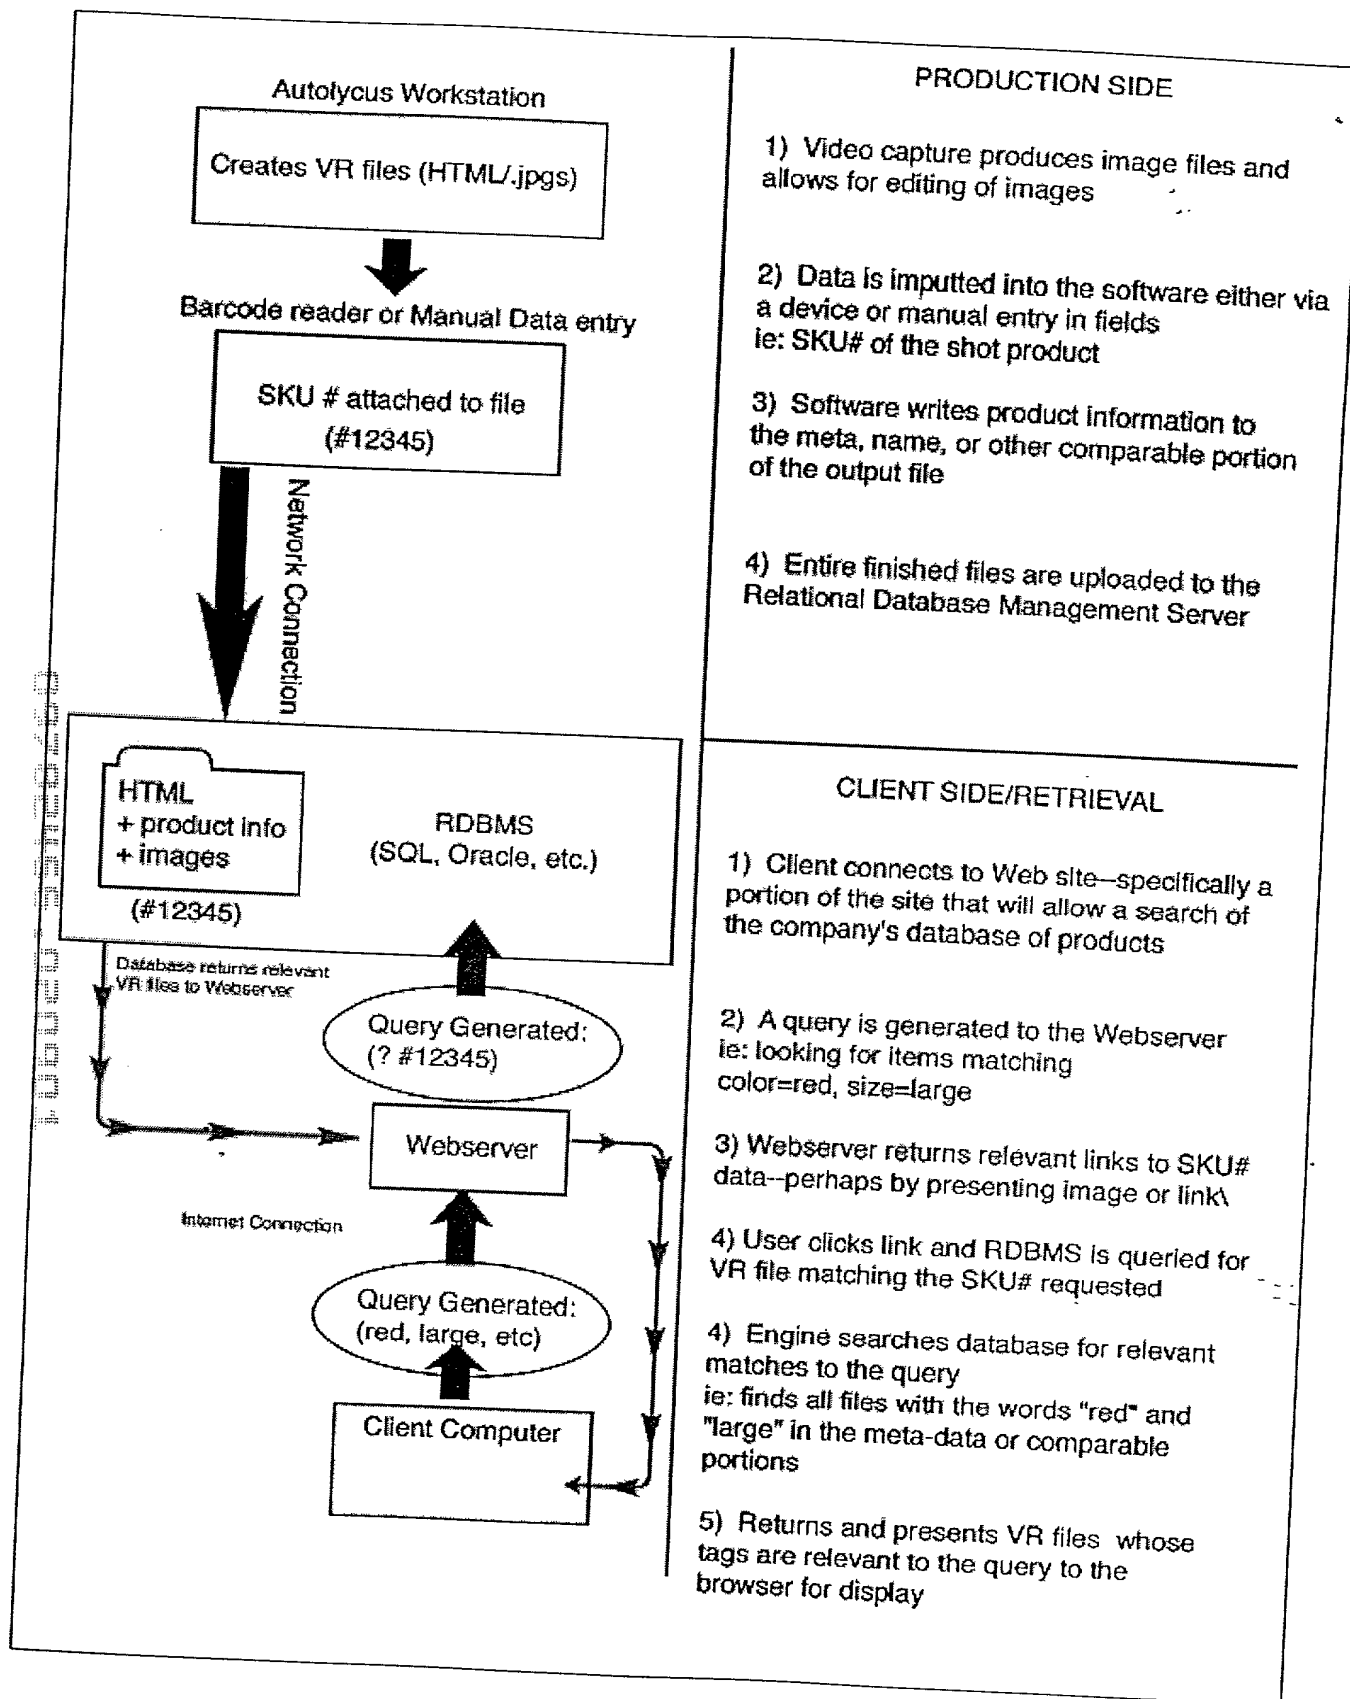 Autolycus Workstation
Creates VR files (HTML/.jpgs)
Barcode reader or Manual Data entry
SKU # attached to file
(#12345)
Network Connection
HTML
+ product info
+ images
(#12345)
RDBMS
(SQL, Oracle, etc.)
Database returns relevant
VR files to Webserver
Query Generated:
(? #12345)
Webserver
Internet Connection
Query Generated:
(red, large, etc)
Client Computer
PRODUCTION SIDE
1) Video capture produces image files and
allows for editing of images
2) Data is imputted into the software either via
a device or manual entry in fields
ie: SKU# of the shot product
3) Software writes product information to
the meta, name, or other comparable portion
of the output file
4) Entire finished files are uploaded to the
Relational Database Management Server
CLIENT SIDE/RETRIEVAL
1) Client connects to Web site--specifically a
portion of the site that will allow a search of
the company's database of products
2) A query is generated to the Webserver
ie: looking for items matching
color=red, size=large
3) Webserver returns relevant links to SKU#
data--perhaps by presenting image or link\
4) User clicks link and RDBMS is queried for
VR file matching the SKU# requested
4) Engine searches database for relevant
matches to the query
ie: finds all files with the words "red" and
"large" in the meta-data or comparable
portions
5) Returns and presents VR files whose
tags are relevant to the query to the
browser for display